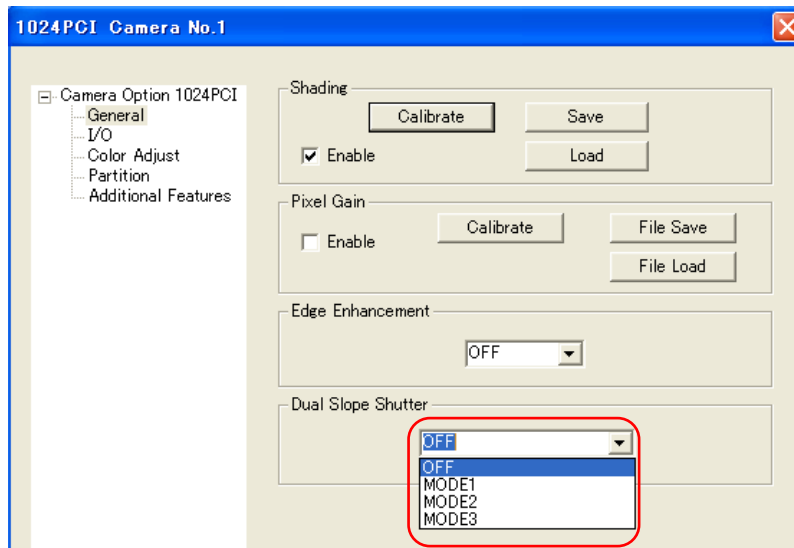 1024PCI Camera No.1
Camera Option 1024PCI
General
I/O
Color Adjust
Partition
Additional Features
Shading
Calibrate
Save
Enable
Load
Pixel Gain
Calibrate
File Save
Enable
File Load
Edge Enhancement
OFF
Dual Slope Shutter
OFF
OFF
MODE1
MODE2
MODE3